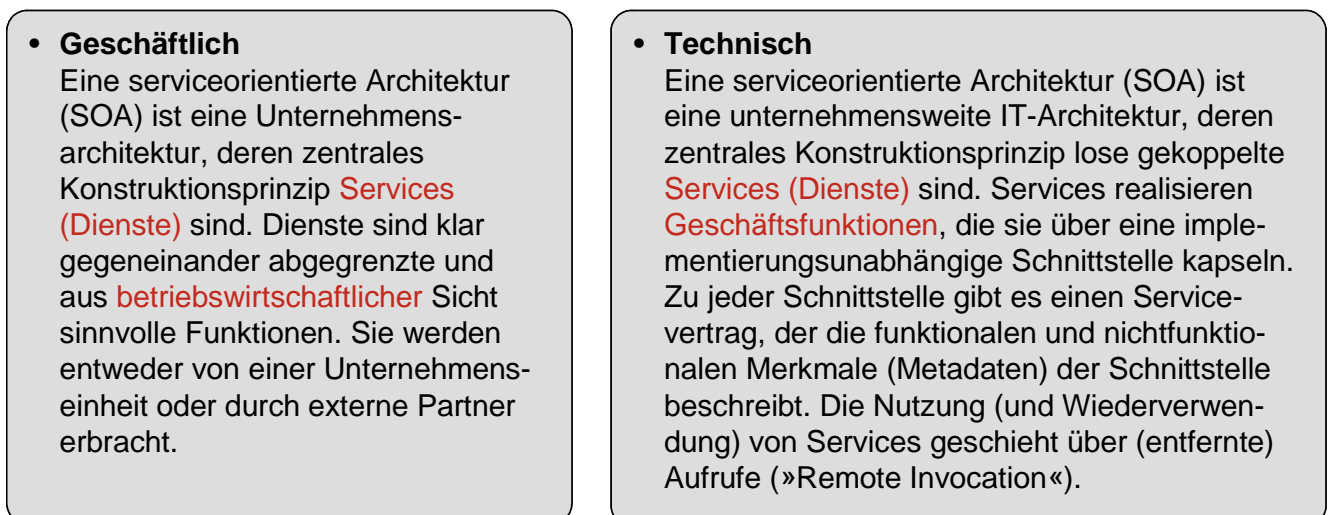 • Geschäftlich
Eine serviceorientierte Architektur
(SOA) ist eine Unternehmens-
architektur, deren zentrales
Konstruktionsprinzip Services
(Dienste) sind. Dienste sind klar
gegeneinander abgegrenzte und
aus betriebswirtschaftlicher Sicht
sinnvolle Funktionen. Sie werden
entweder von einer Unternehmens-
einheit oder durch externe Partner
erbracht.
• Technisch
Eine serviceorientierte Architektur (SOA) ist
eine unternehmensweite IT-Architektur, deren
zentrales Konstruktionsprinzip lose gekoppelte
Services (Dienste) sind. Services realisieren
Geschäftsfunktionen, die sie über eine imple-
mentierungsunabhängige Schnittstelle kapseln.
Zu jeder Schnittstelle gibt es einen Service-
vertrag, der die funktionalen und nichtfunktio-
nalen Merkmale (Metadaten) der Schnittstelle
beschreibt. Die Nutzung (und Wiederverwen-
dung) von Services geschieht über (entfernte)
Aufrufe (»Remote Invocation«).